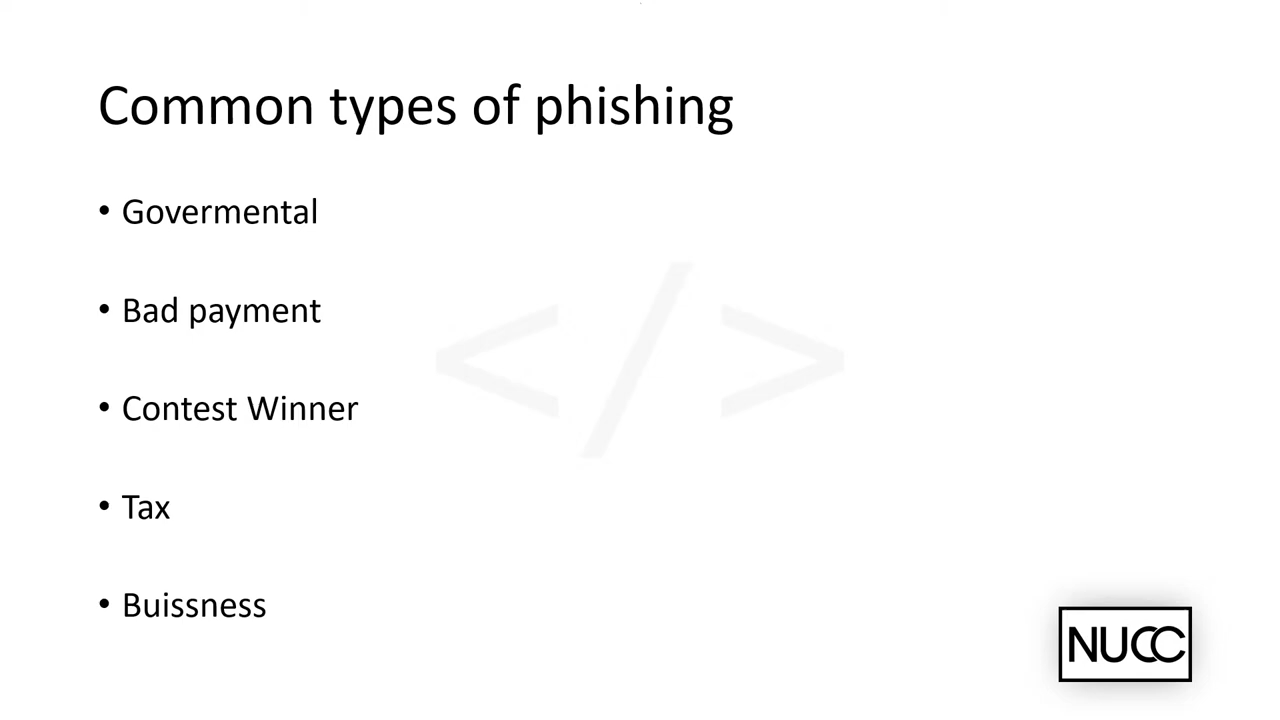 Common types of phishing
• Govermental
• Bad payment
• Contest Winner
• Tax
• Buissness
</>
NUCC